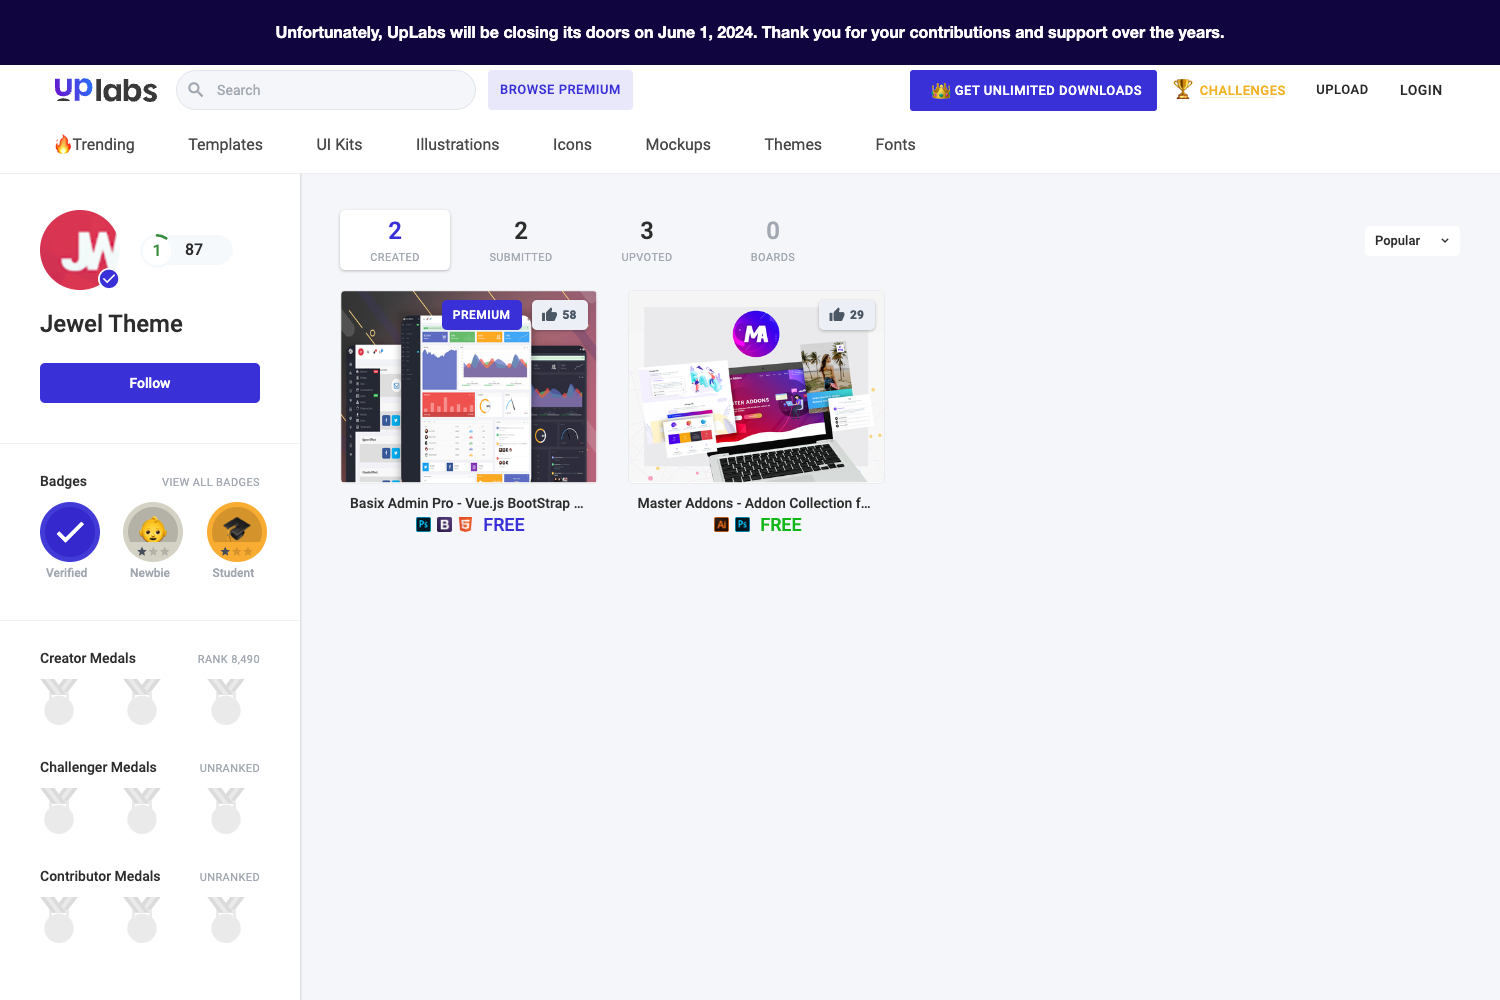 Unfortunately, UpLabs will be closing its doors on June 1, 2024. Thank you for your contributions and support over the years.
uplabs
Search
BROWSE PREMIUM
GET UNLIMITED DOWNLOADS
CHALLENGES
UPLOAD
LOGIN
Trending
Templates
UI Kits
Illustrations
Icons
Mockups
Themes
Fonts
JW
1
87
Jewel Theme
Follow
Badges
VIEW ALL BADGES
Verified
Newbie
Student
Creator Medals
RANK 8,490
Challenger Medals
UNRANKED
Contributor Medals
UNRANKED
2
CREATED
2
SUBMITTED
3
UPVOTED
0
BOARDS
Popular
PREMIUM
58
Basix Admin Pro - Vue.js BootStrap ...
Ps
B
5
FREE
29
MA
MASTER ADDONS
Master Addons - Addon Collection f...
Ai
Ps
FREE